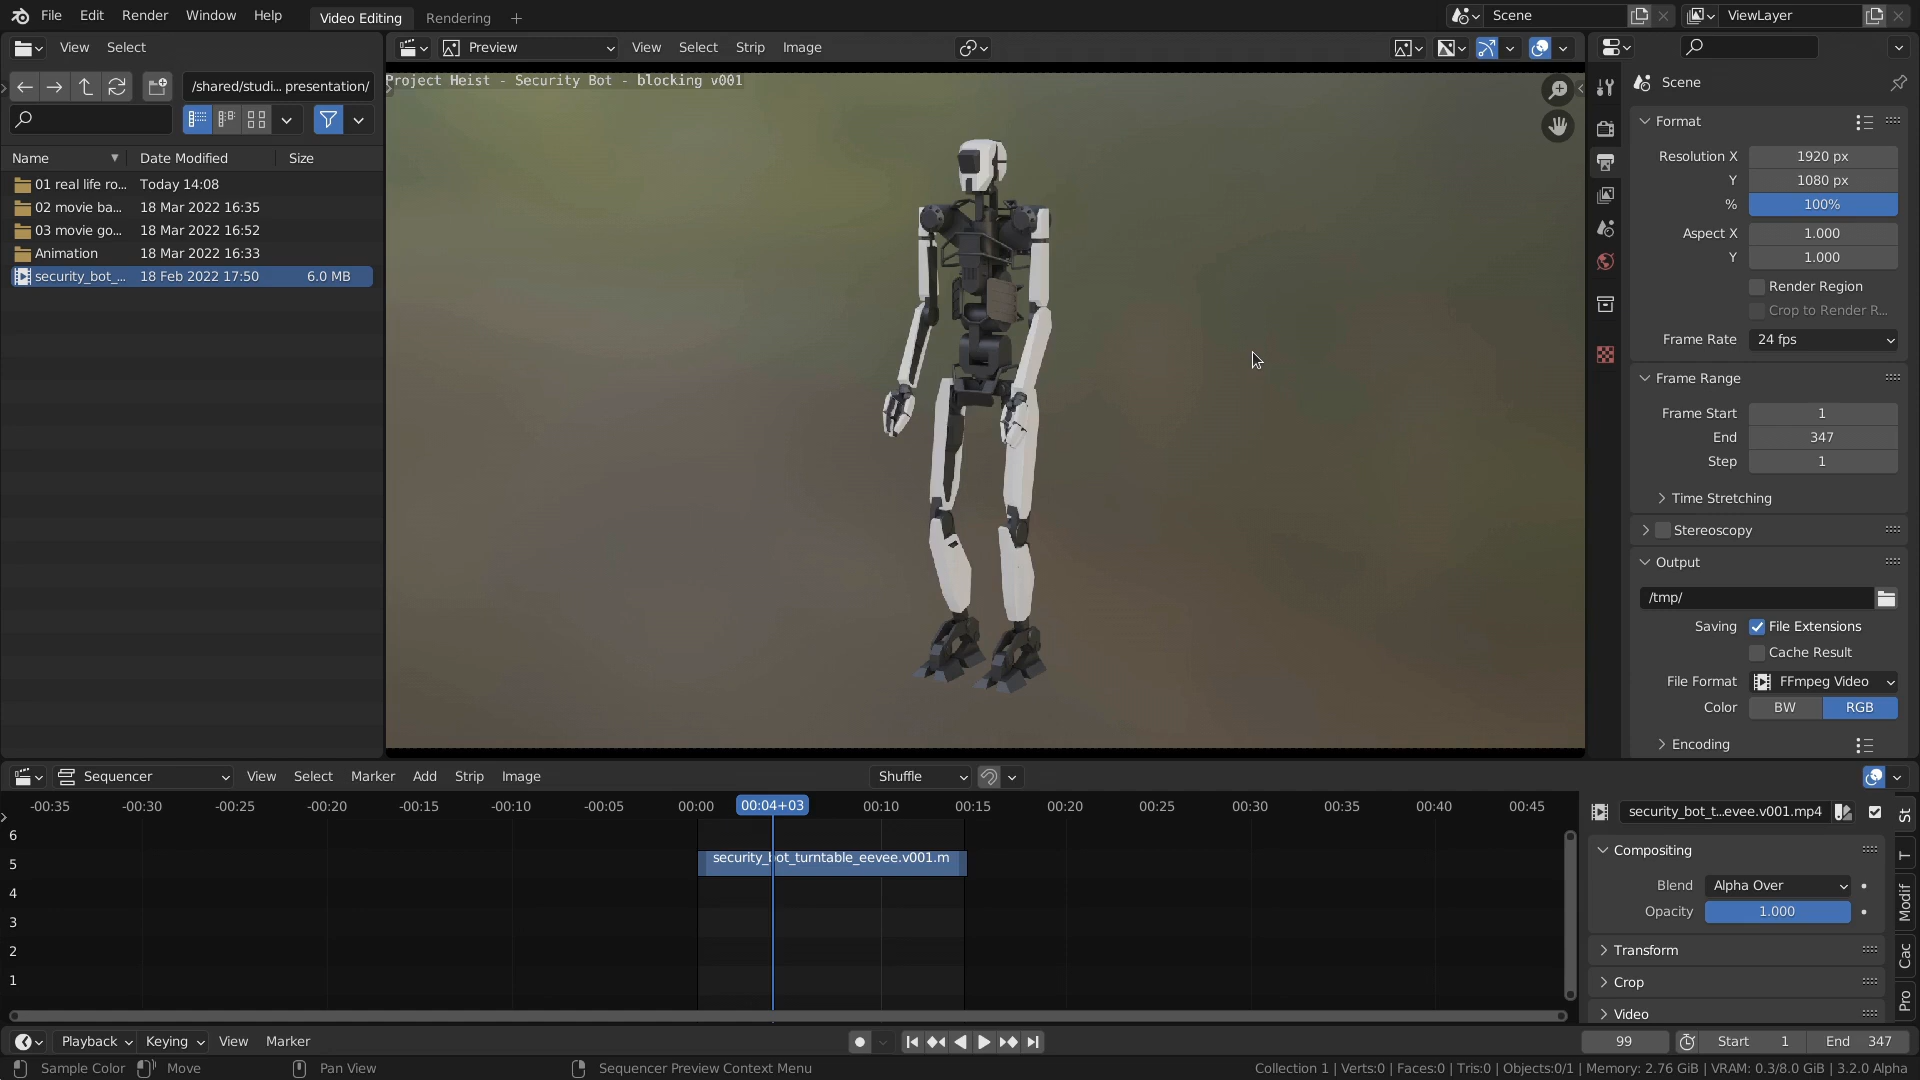 File Edit Render Window Help Video Editing Rendering + Scene ViewLayer
View Select Preview View Select Strip Image
/shared/studi... presentation/
Project Heist - Security Bot - blocking v001
Name Date Modified Size
01 real life ro... Today 14:08
02 movie ba... 18 Mar 2022 16:35
03 movie go... 18 Mar 2022 16:52
Animation 18 Mar 2022 16:33
security_bot_... 18 Feb 2022 17:50 6.0 MB
Scene
Format
Resolution X 1920 px
Y 1080 px
% 100%
Aspect X 1.000
Y 1.000
Render Region
Crop to Render R...
Frame Rate 24 fps
Frame Range
Frame Start 1
End 347
Step 1
Time Stretching
Stereoscopy
Output
/tmp/
Saving File Extensions
Cache Result
File Format FFmpeg Video
Color BW RGB
Encoding
Sequencer View Select Marker Add Strip Image Shuffle
-00:35 -00:30 -00:25 -00:20 -00:15 -00:10 -00:05 00:00 00:04+03 00:10 00:15 00:20 00:25 00:30 00:35 00:40 00:45
6
5 security_bot_turntable_eevee.v001.m
4
3
2
1
security_bot_t...evee.v001.mp4
Compositing
Blend Alpha Over
Opacity 1.000
Transform
Crop
Video
St
T
Modif
Cac
Pro
Playback Keying View Marker 99 Start 1 End 347
Sample Color Move Pan View Sequencer Preview Context Menu Collection 1 | Verts:0 | Faces:0 | Tris:0 | Objects:0/1 | Memory: 2.76 GiB | VRAM: 0.3/8.0 GiB | 3.2.0 Alpha